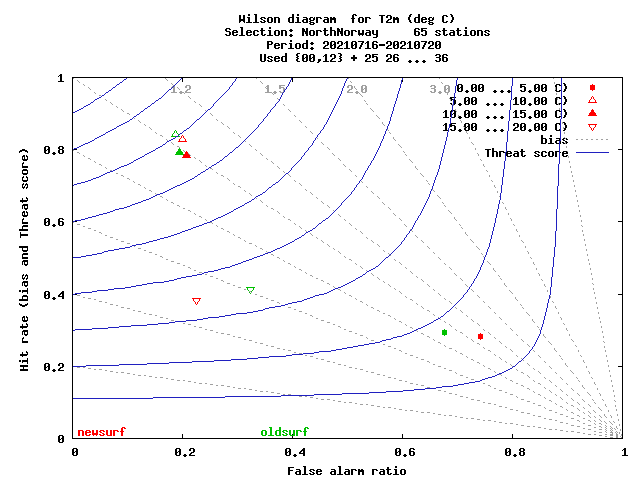 Wilson diagram  for T2m (deg C)
Selection: NorthNorway     65 stations
Period: 20210716-20210720
Used {00,12} + 25 26 ... 36
1.2 1.5 2.0 3.0
0.00 ... 5.00 C)
5.00 ... 10.00 C)
10.00 ... 15.00 C)
15.00 ... 20.00 C)
bias
Threat score
Hit rate (bias and Threat score)
1
0.8
0.6
0.4
0.2
0
newsurf oldsurf
0 0.2 0.4 0.6 0.8 1
False alarm ratio